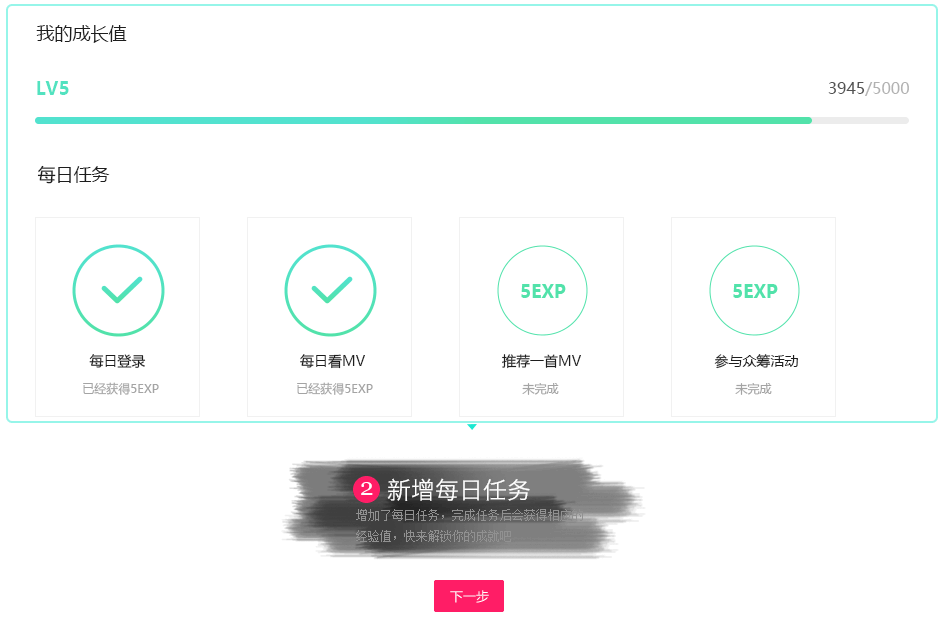 我的成长值
LV5
3945/5000
每日任务
5EXP
5EXP
每日登录
每日看MV
推荐一首MV
参与众筹活动
已经获得5EXP
已经获得5EXP
未完成
未完成
2 新增每日任务
增加了每日任务，完成任务后会获得相应的
经验值，快来解锁你的成就吧
下一步